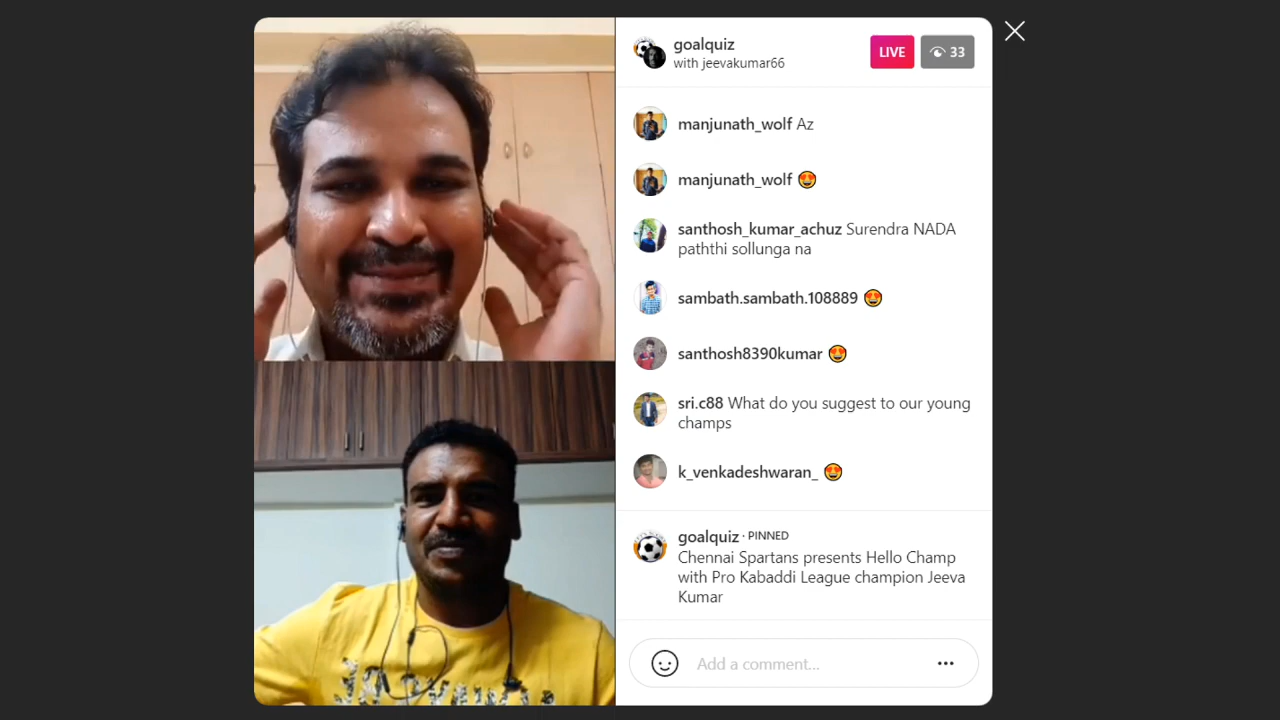 goalquiz
with jeevakumar66
LIVE
33
manjunath_wolf Az
manjunath_wolf 😍
santhosh_kumar_achuz Surendra NADA
paththi sollunga na
sambath.sambath.108889 😍
santhosh8390kumar 😍
sri.c88 What do you suggest to our young
champs
k_venkadeshwaran_ 😍
goalquiz · PINNED
Chennai Spartans presents Hello Champ
with Pro Kabaddi League champion Jeeva
Kumar
Add a comment...